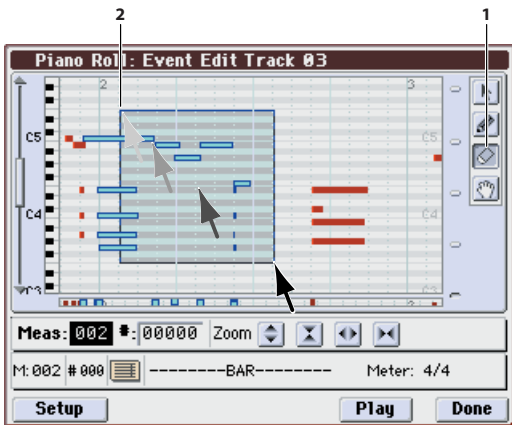 2 1
Piano Roll: Event Edit Track 03
2 3
C5 C5
C4 C4
C3 C3
2
Meas: 002 #: 00000 Zoom
M: 002 # 000 --------BAR-------- Meter: 4/4
Setup Play Done